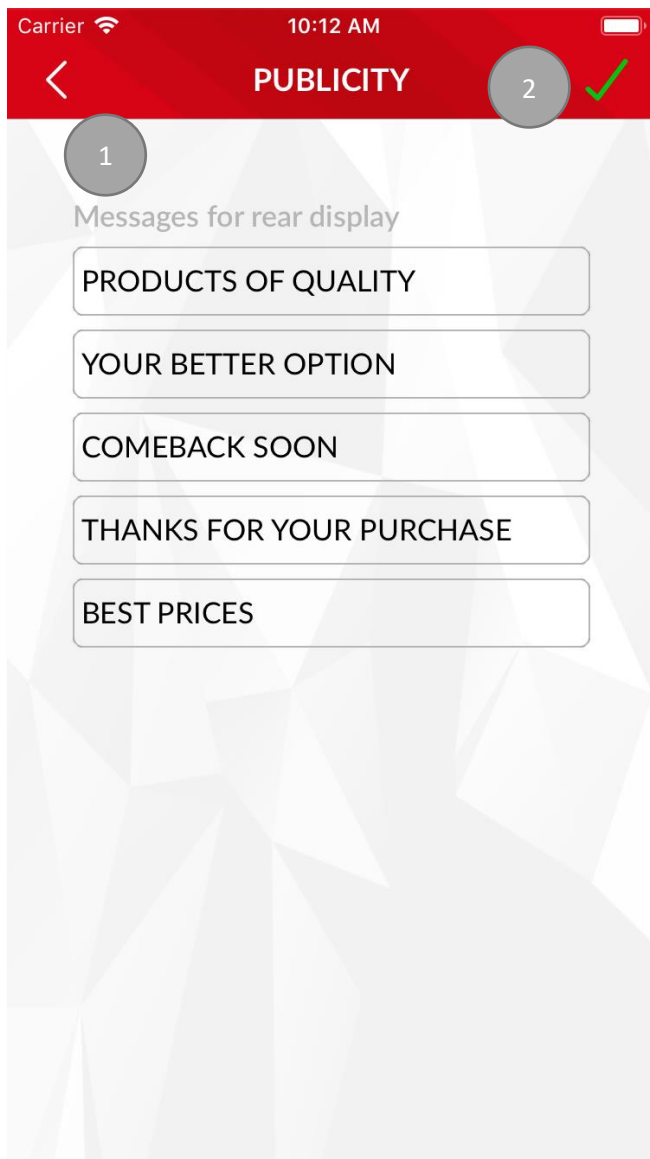 Carrier 10:12 AM
PUBLICITY
2
1
Messages for rear display
PRODUCTS OF QUALITY
YOUR BETTER OPTION
COMEBACK SOON
THANKS FOR YOUR PURCHASE
BEST PRICES